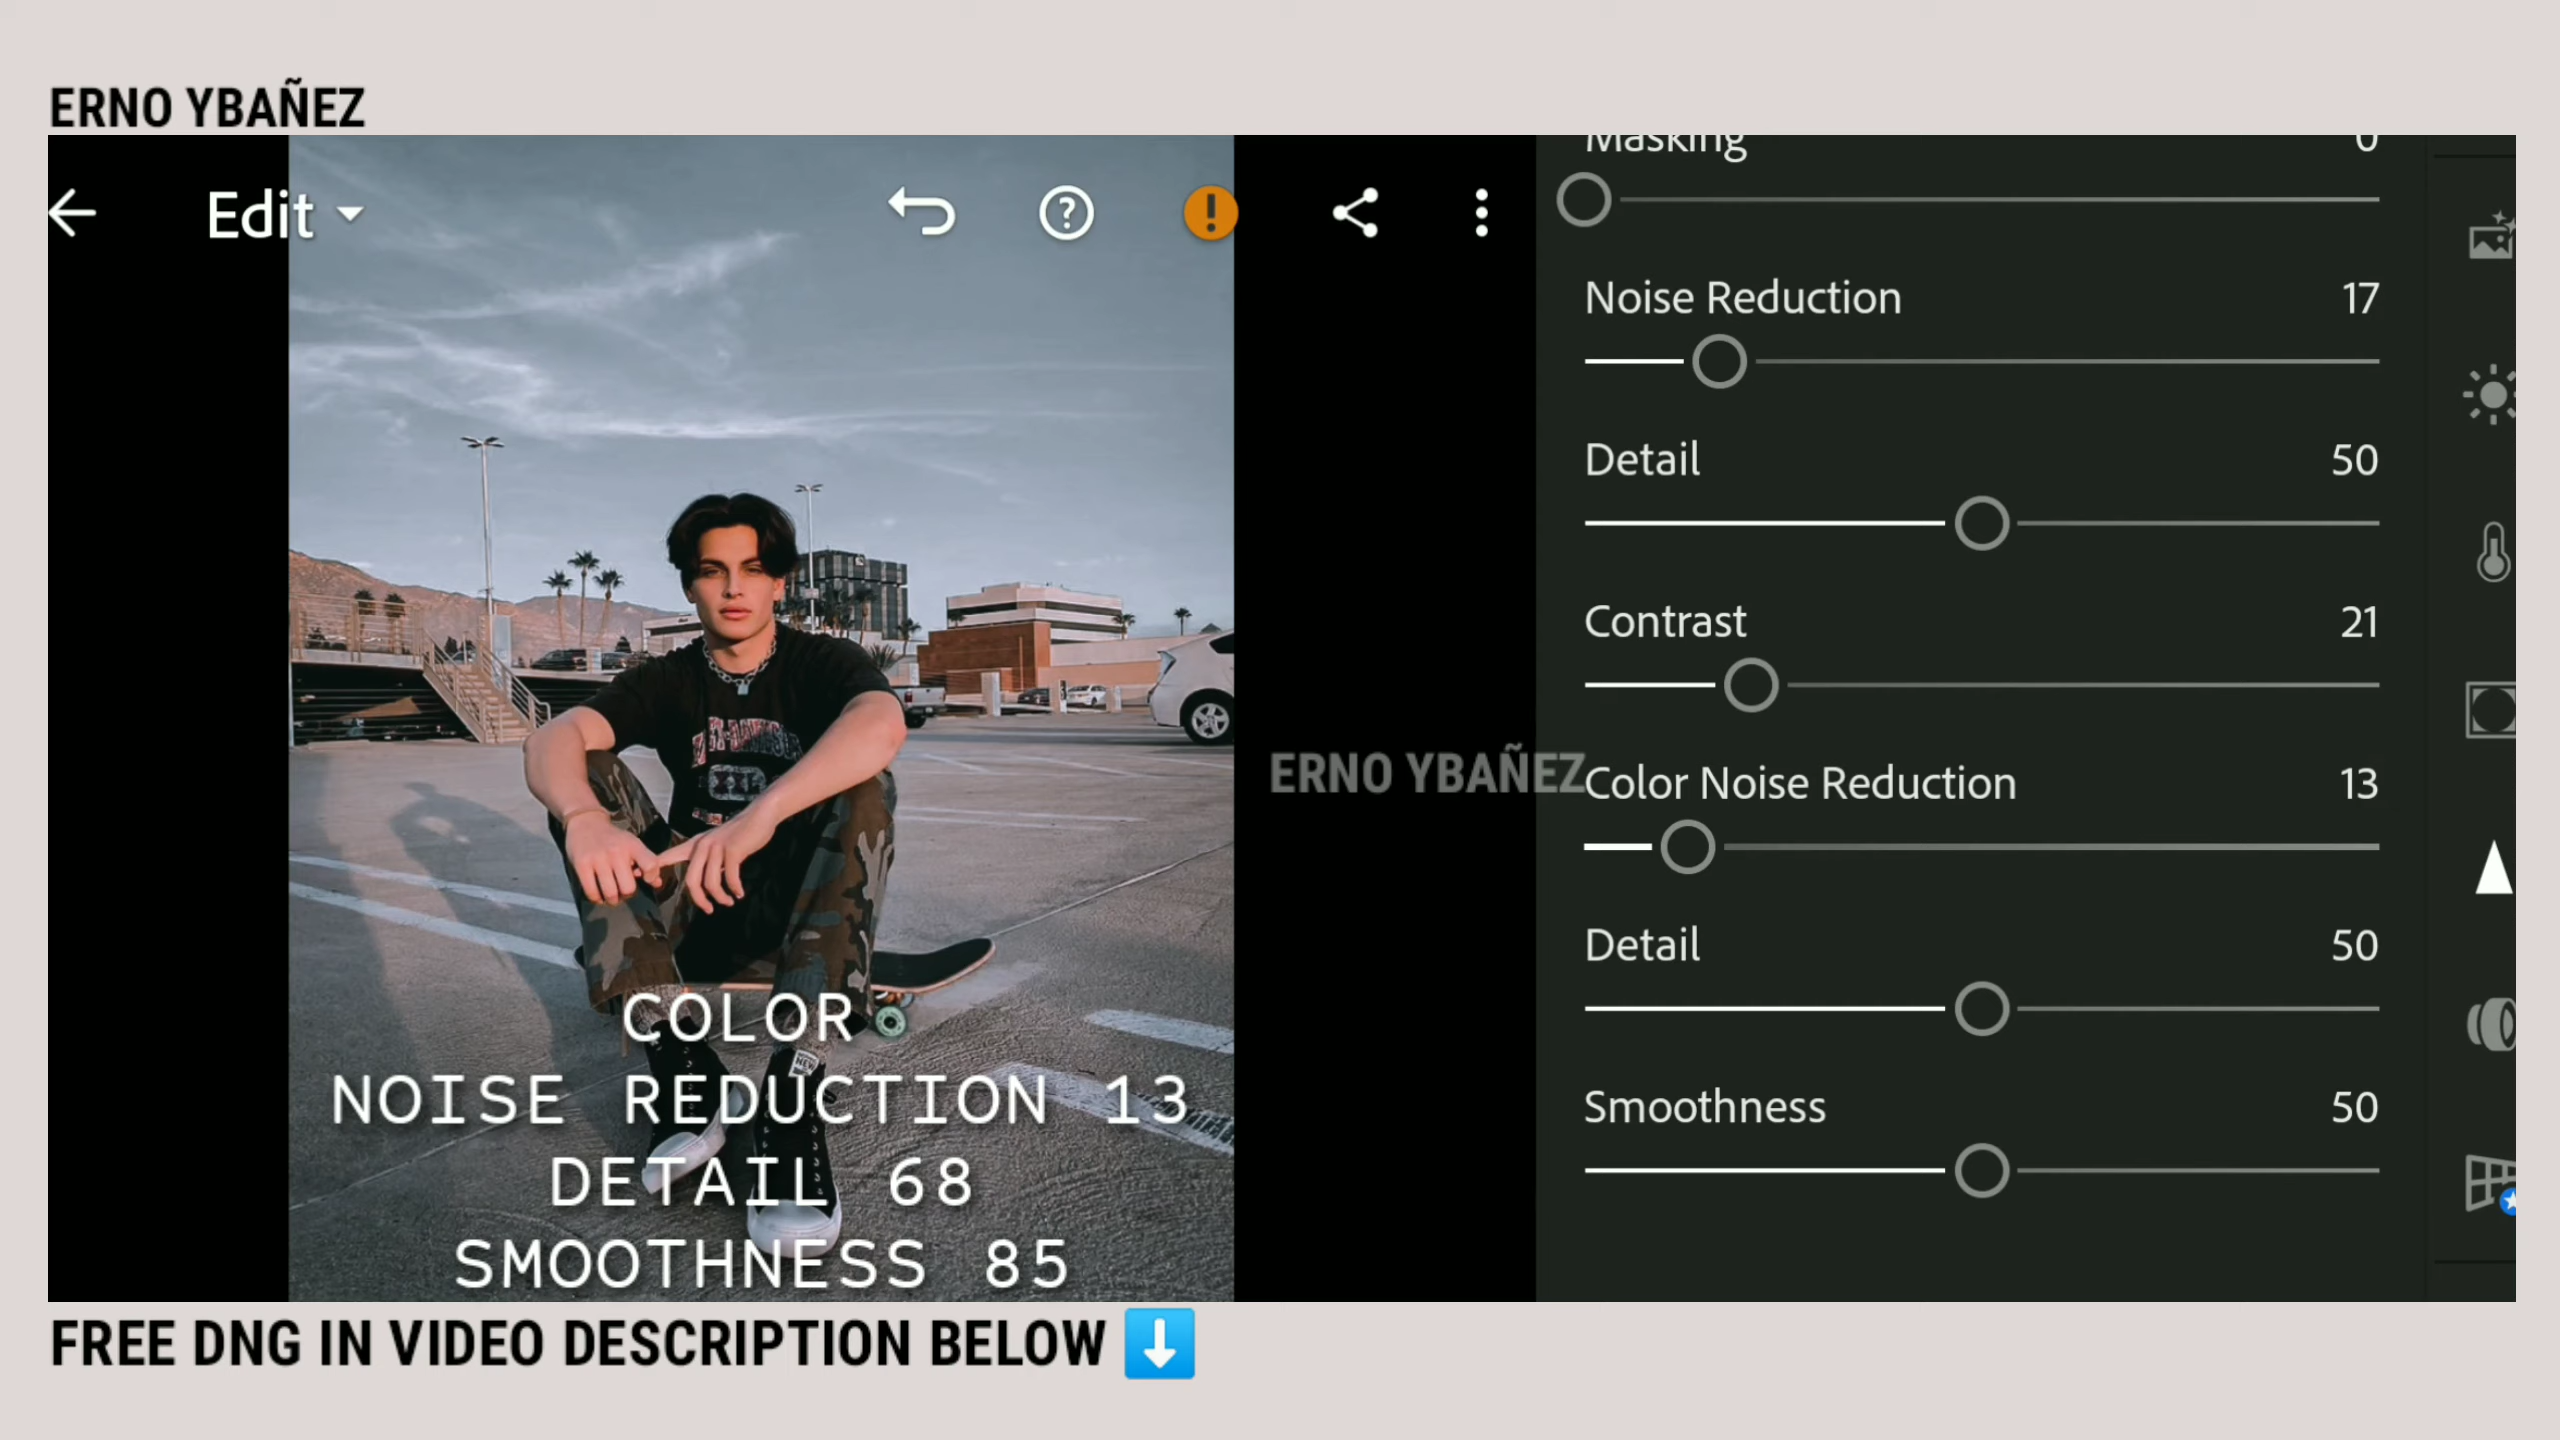 ERNO YBAÑEZ
Edit
Masking 0
Noise Reduction 17
Detail 50
Contrast 21
ERNO YBAÑEZ
Color Noise Reduction 13
Detail 50
Smoothness 50
COLOR
NOISE REDUCTION 13
DETAIL 68
SMOOTHNESS 85
FREE DNG IN VIDEO DESCRIPTION BELOW